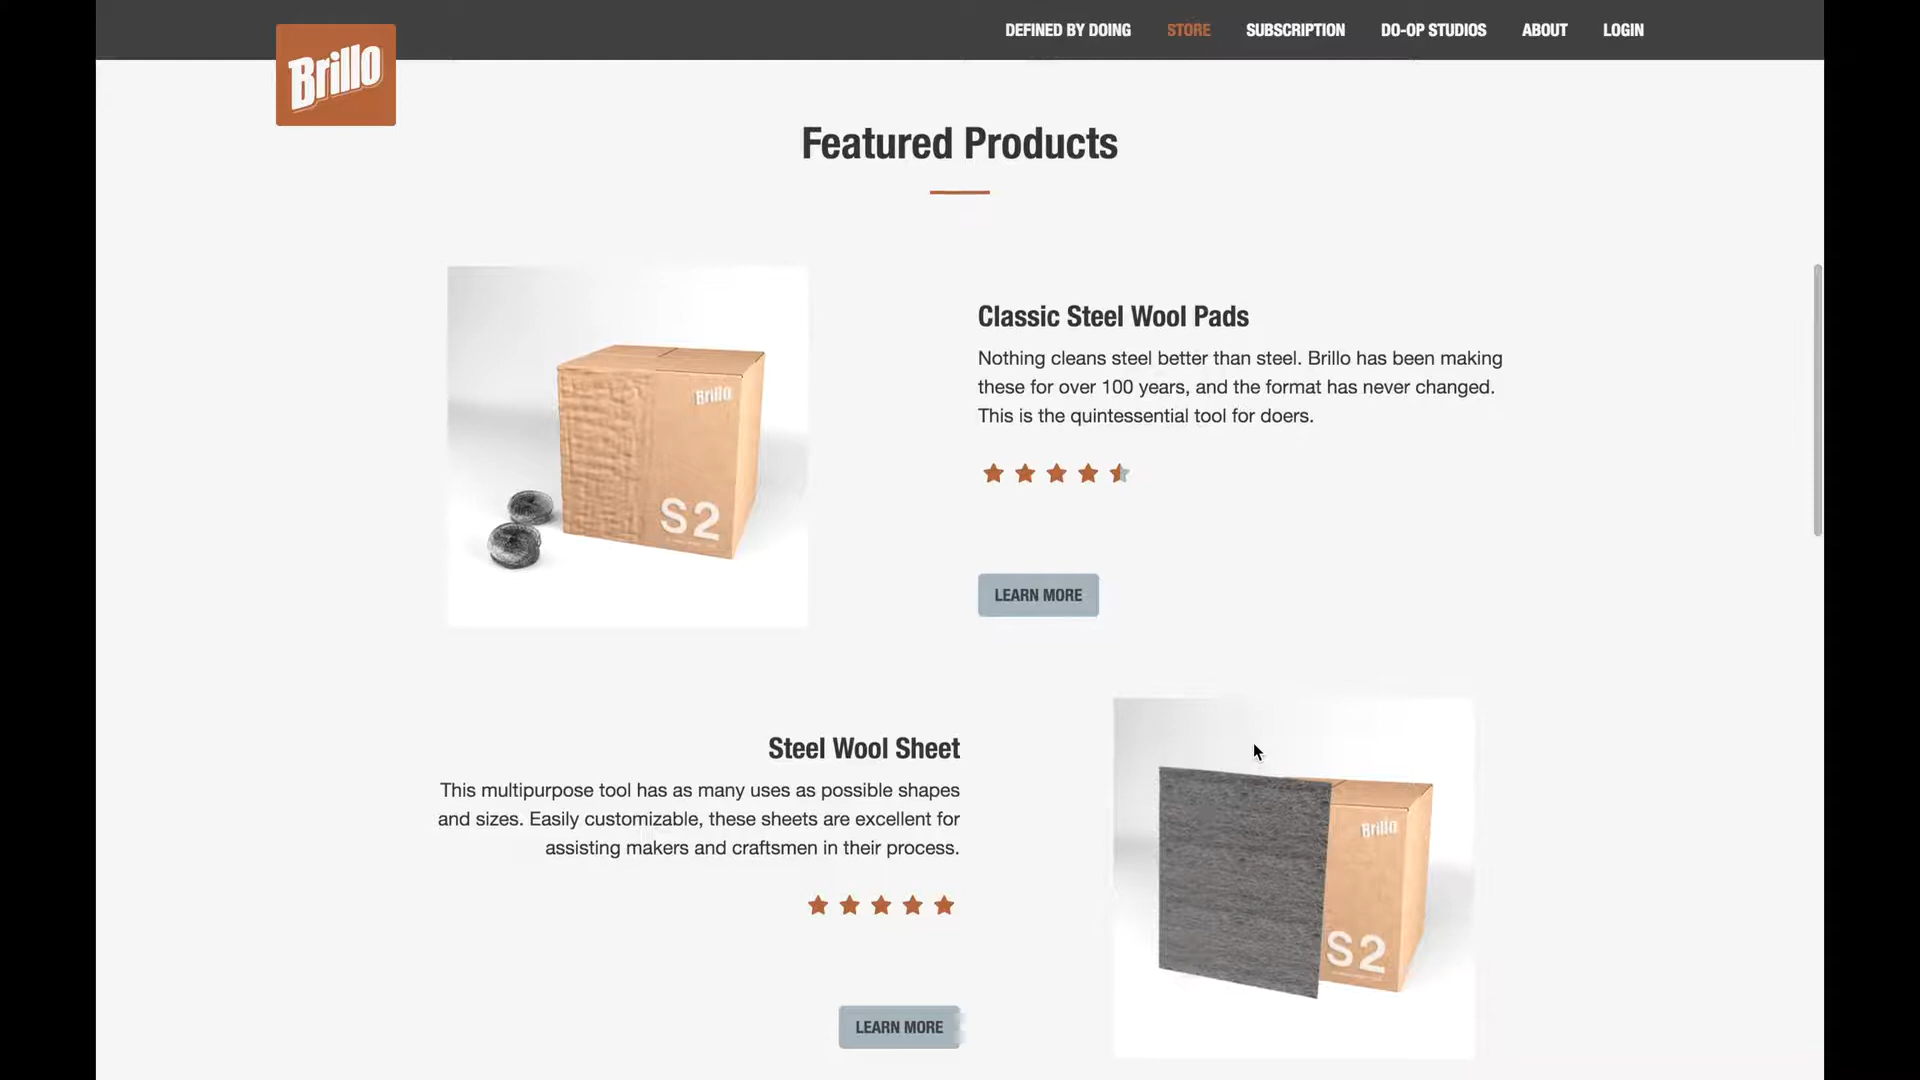 Brillo
DEFINED BY DOING
STORE
SUBSCRIPTION
DO-OP STUDIOS
ABOUT
LOGIN
Featured Products
Brillo
S2
Classic Steel Wool Pads
Nothing cleans steel better than steel. Brillo has been making
these for over 100 years, and the format has never changed.
This is the quintessential tool for doers.
LEARN MORE
Steel Wool Sheet
This multipurpose tool has as many uses as possible shapes
and sizes. Easily customizable, these sheets are excellent for
assisting makers and craftsmen in their process.
LEARN MORE
Brillo
S2